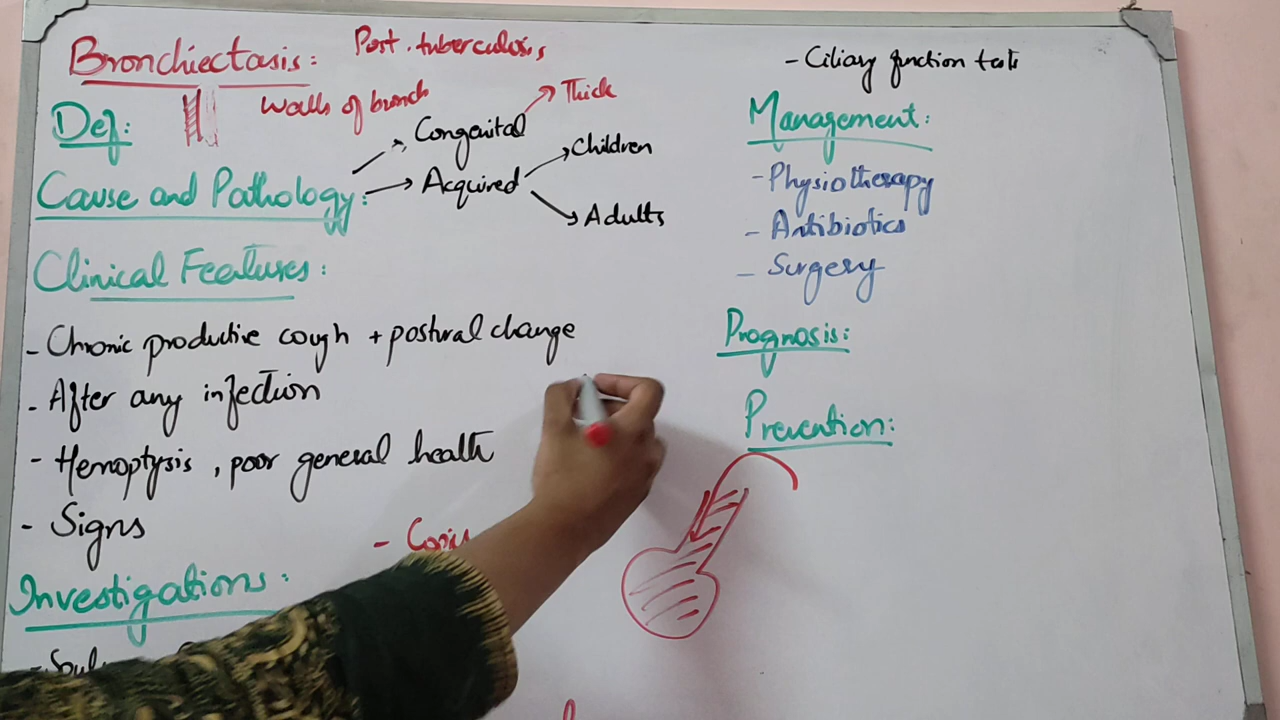 Bronchiectasis:
Post. tuberculosis
Walls of bronch
Def:
Congenital
Thick
Cause and Pathology:
Acquired
Children
Adults
Clinical Features:
- Chronic productive cough + postural change
- After any infection
- Hemoptysis, poor general health
- Signs
Investigations:
- Ciliary function tests
Management:
- Physiotherapy
- Antibiotics
- Surgery
Prognosis:
Prevention: